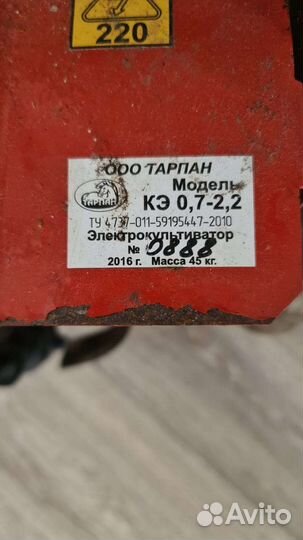 220
ООО ТАРПАН
ТАРПАН
Модель
КЭ 0,7-2,2
ТУ 4737-011-59195447-2010
Электрокультиватор
№ 0888
2016 г. Масса 45 кг.
Avito